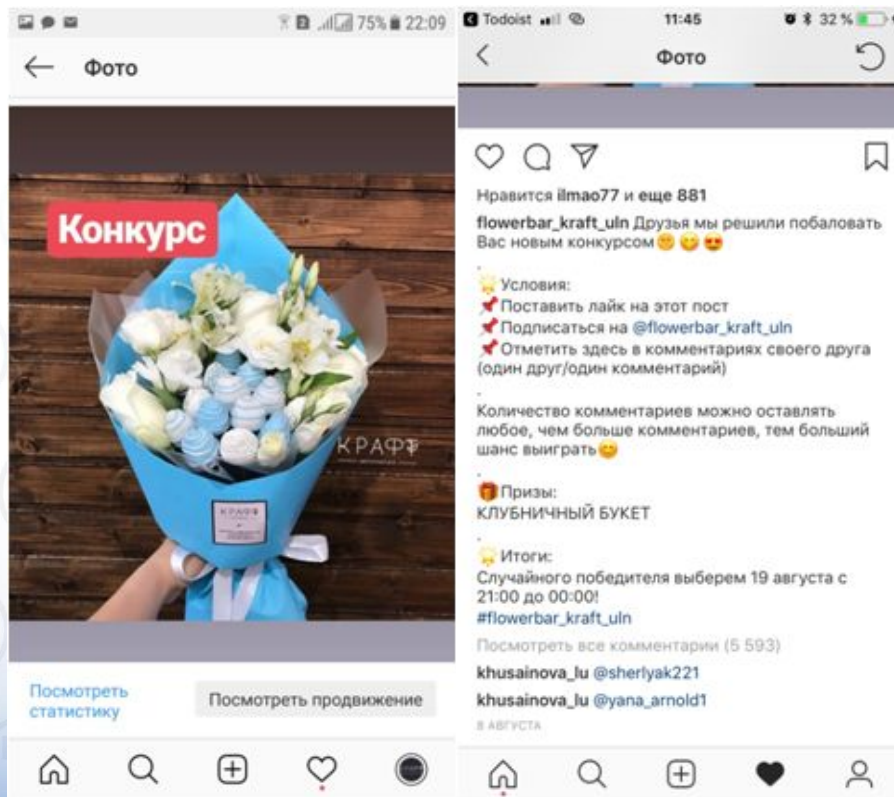 75% 22:09
Фото
Конкурс
КРАФТ
КРАФТ
Посмотреть
статистику
Посмотреть продвижение
Todoist 11:45 32 %
Фото
Нравится ilmao77 и еще 881
flowerbar_kraft_uln Друзья мы решили побаловать
Вас новым конкурсом
.
Условия:
Поставить лайк на этот пост
Подписаться на @flowerbar_kraft_uln
Отметить здесь в комментариях своего друга
(один друг/один комментарий)
.
Количество комментариев можно оставлять
любое, чем больше комментариев, тем больший
шанс выиграть
.
Призы:
КЛУБНИЧНЫЙ БУКЕТ
.
Итоги:
Случайного победителя выберем 19 августа с
21:00 до 00:00!
#flowerbar_kraft_uln
Посмотреть все комментарии (5 593)
khusainova_lu @sherlyak221
khusainova_lu @yana_arnold1
8 АВГУСТА